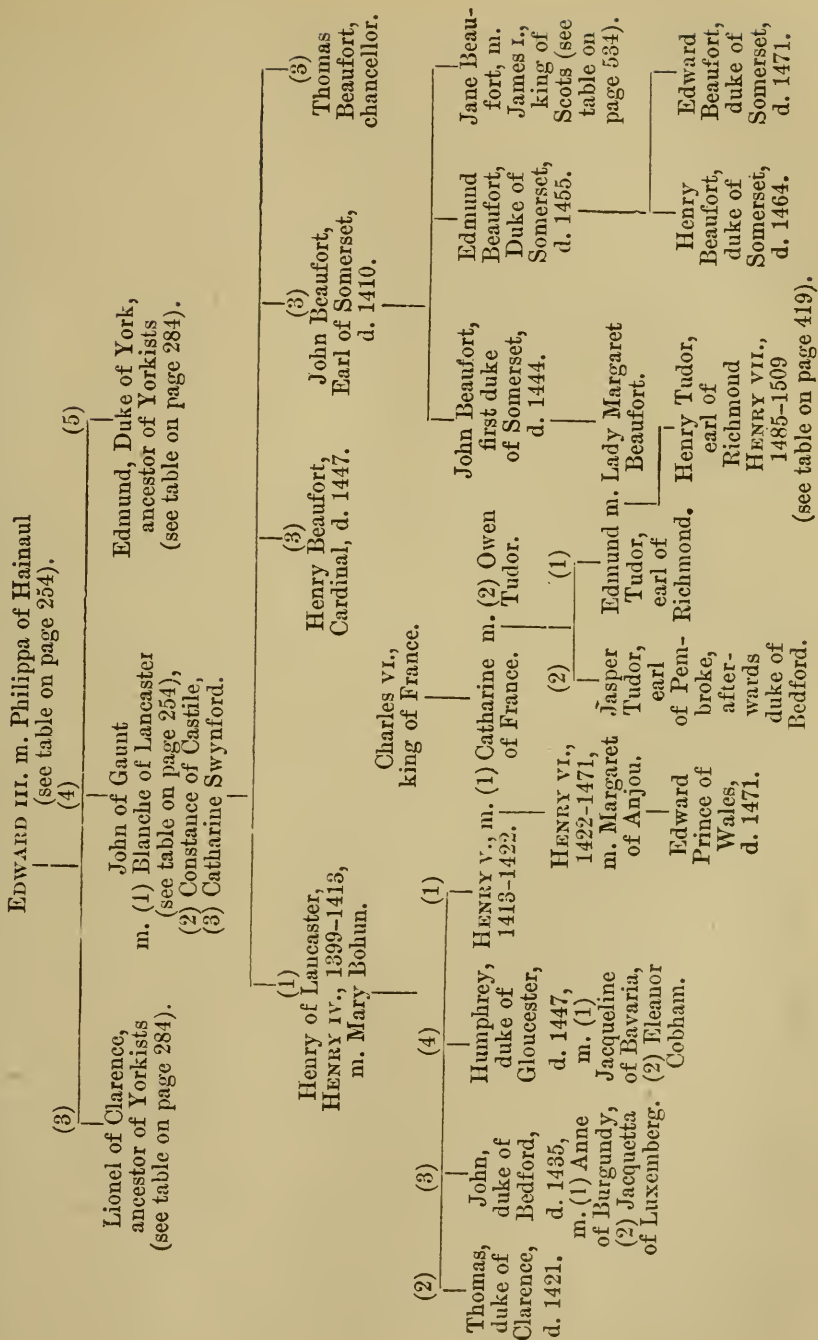 EDWARD III. m. Philippa of Hainaul
(see table on page 254).
(3)
Lionel of Clarence,
ancestor of Yorkists
(see table on page 284).
(4)
John of Gaunt
m. (1) Blanche of Lancaster
(see table on page 254),
(2) Constance of Castile,
(3) Catharine Swynford.
(5)
Edmund, Duke of York,
ancestor of Yorkists
(see table on page 284).
(1)
Henry of Lancaster,
HENRY IV., 1399–1413,
m. Mary Bohun.
(3)
Henry Beaufort,
Cardinal, d. 1447.
(3)
John Beaufort,
Earl of Somerset,
d. 1410.
(3)
Thomas
Beaufort,
chancellor.
Charles VI.,
king of France.
(2)
Thomas,
duke of
Clarence,
d. 1421.
(3)
John,
duke of
Bedford,
d. 1435,
m. (1) Anne
of Burgundy,
(2) Jacquetta
of Luxemberg.
(4)
Humphrey,
duke of
Gloucester,
d. 1447,
m. (1)
Jacqueline
of Bavaria,
(2) Eleanor
Cobham.
(1)
HENRY V., m. (1) Catharine m. (2) Owen
1413–1422. of France. Tudor.
John Beaufort,
first duke
of Somerset,
d. 1444.
Edmund
Beaufort,
Duke of
Somerset,
d. 1455.
Jane Beau-
fort, m.
James I.,
king of
Scots (see
table on
page 534).
HENRY VI.,
1422–1471,
m. Margaret
of Anjou.
(2)
Jasper
Tudor,
earl
of Pem-
broke,
after-
wards
duke of
Bedford.
(1)
Edmund m. Lady Margaret
Tudor, Beaufort.
earl of
Richmond.
Henry
Beaufort,
duke of
Somerset,
d. 1464.
Edward
Beaufort,
duke of
Somerset,
d. 1471.
Edward
Prince of
Wales,
d. 1471.
Henry Tudor,
earl of
Richmond
HENRY VII.,
1485–1509
(see table on page 419).